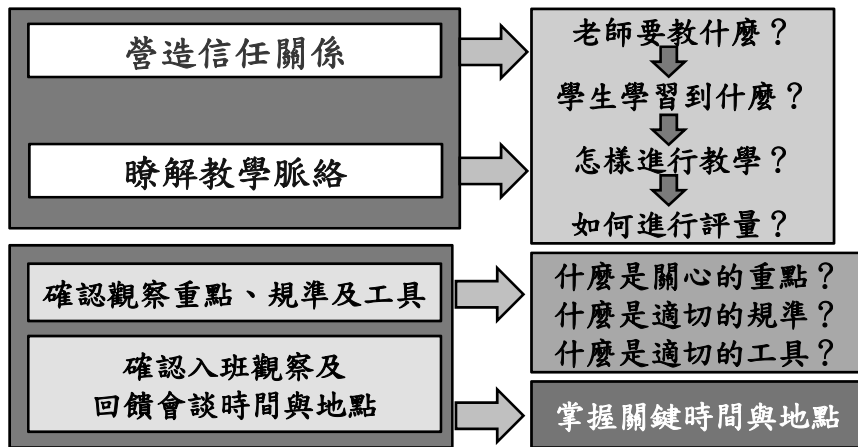 營造信任關係
瞭解教學脈絡
老師要教什麼？
學生學習到什麼？
怎樣進行教學？
如何進行評量？
確認觀察重點、規準及工具
確認入班觀察及
回饋會談時間與地點
什麼是關心的重點？
什麼是適切的規準？
什麼是適切的工具？
掌握關鍵時間與地點